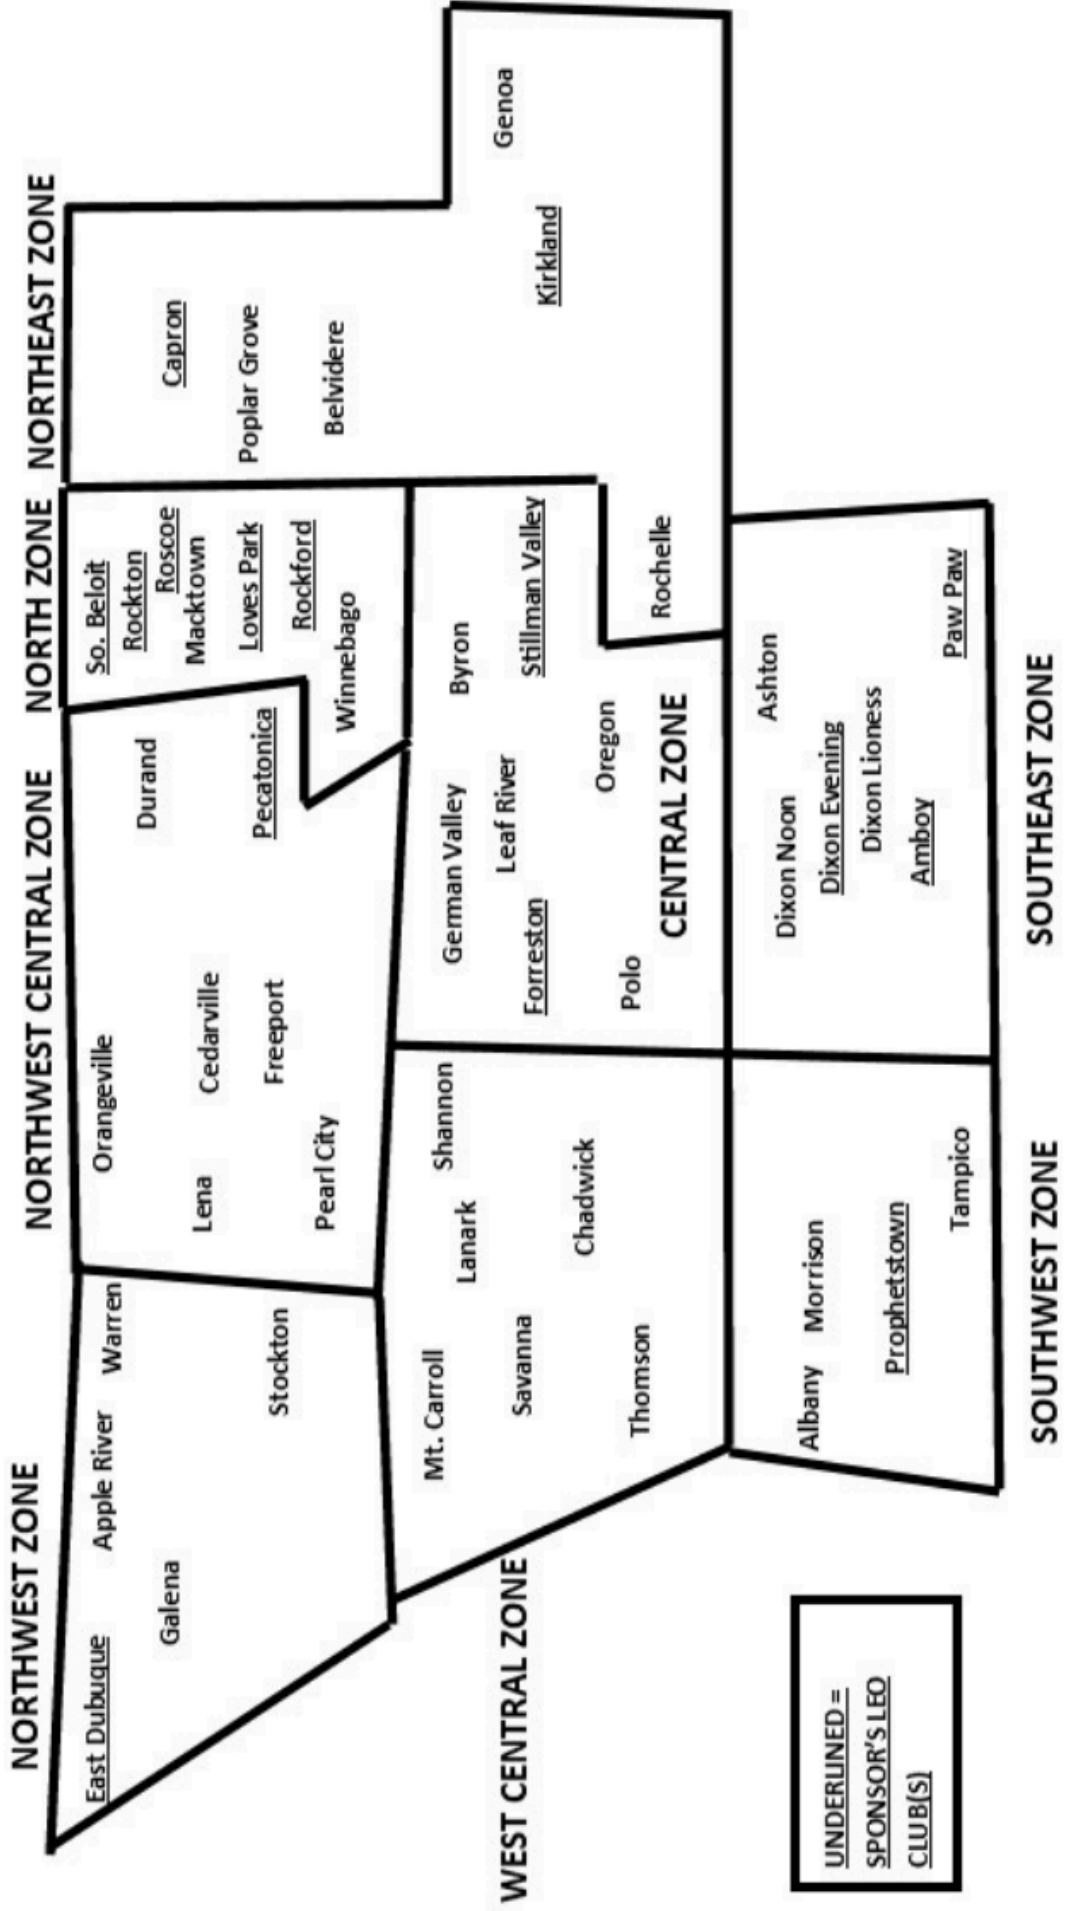 NORTHWEST ZONE
East Dubuque
Galena
Apple River
Warren
Stockton
NORTHWEST CENTRAL ZONE
Orangeville
Lena
Cedarville
Freeport
Pearl City
Durand
Pecatonica
NORTH ZONE
So. Beloit
Rockton
Roscoe
Macktown
Loves Park
Rockford
Winnebago
NORTHEAST ZONE
Capron
Poplar Grove
Belvidere
Kirkland
Genoa
Rochelle
WEST CENTRAL ZONE
Mt. Carroll
Lanark
Shannon
Savanna
Chadwick
Thomson
German Valley
Byron
Leaf River
Forreston
Stillman Valley
Oregon
Polo
CENTRAL ZONE
Albany
Morrison
Prophetstown
Tampico
SOUTHWEST ZONE
Ashton
Dixon Noon
Dixon Evening
Dixon Lioness
Amboy
Paw Paw
SOUTHEAST ZONE
UNDERLINED =
SPONSOR'S LEO
CLUB(S)